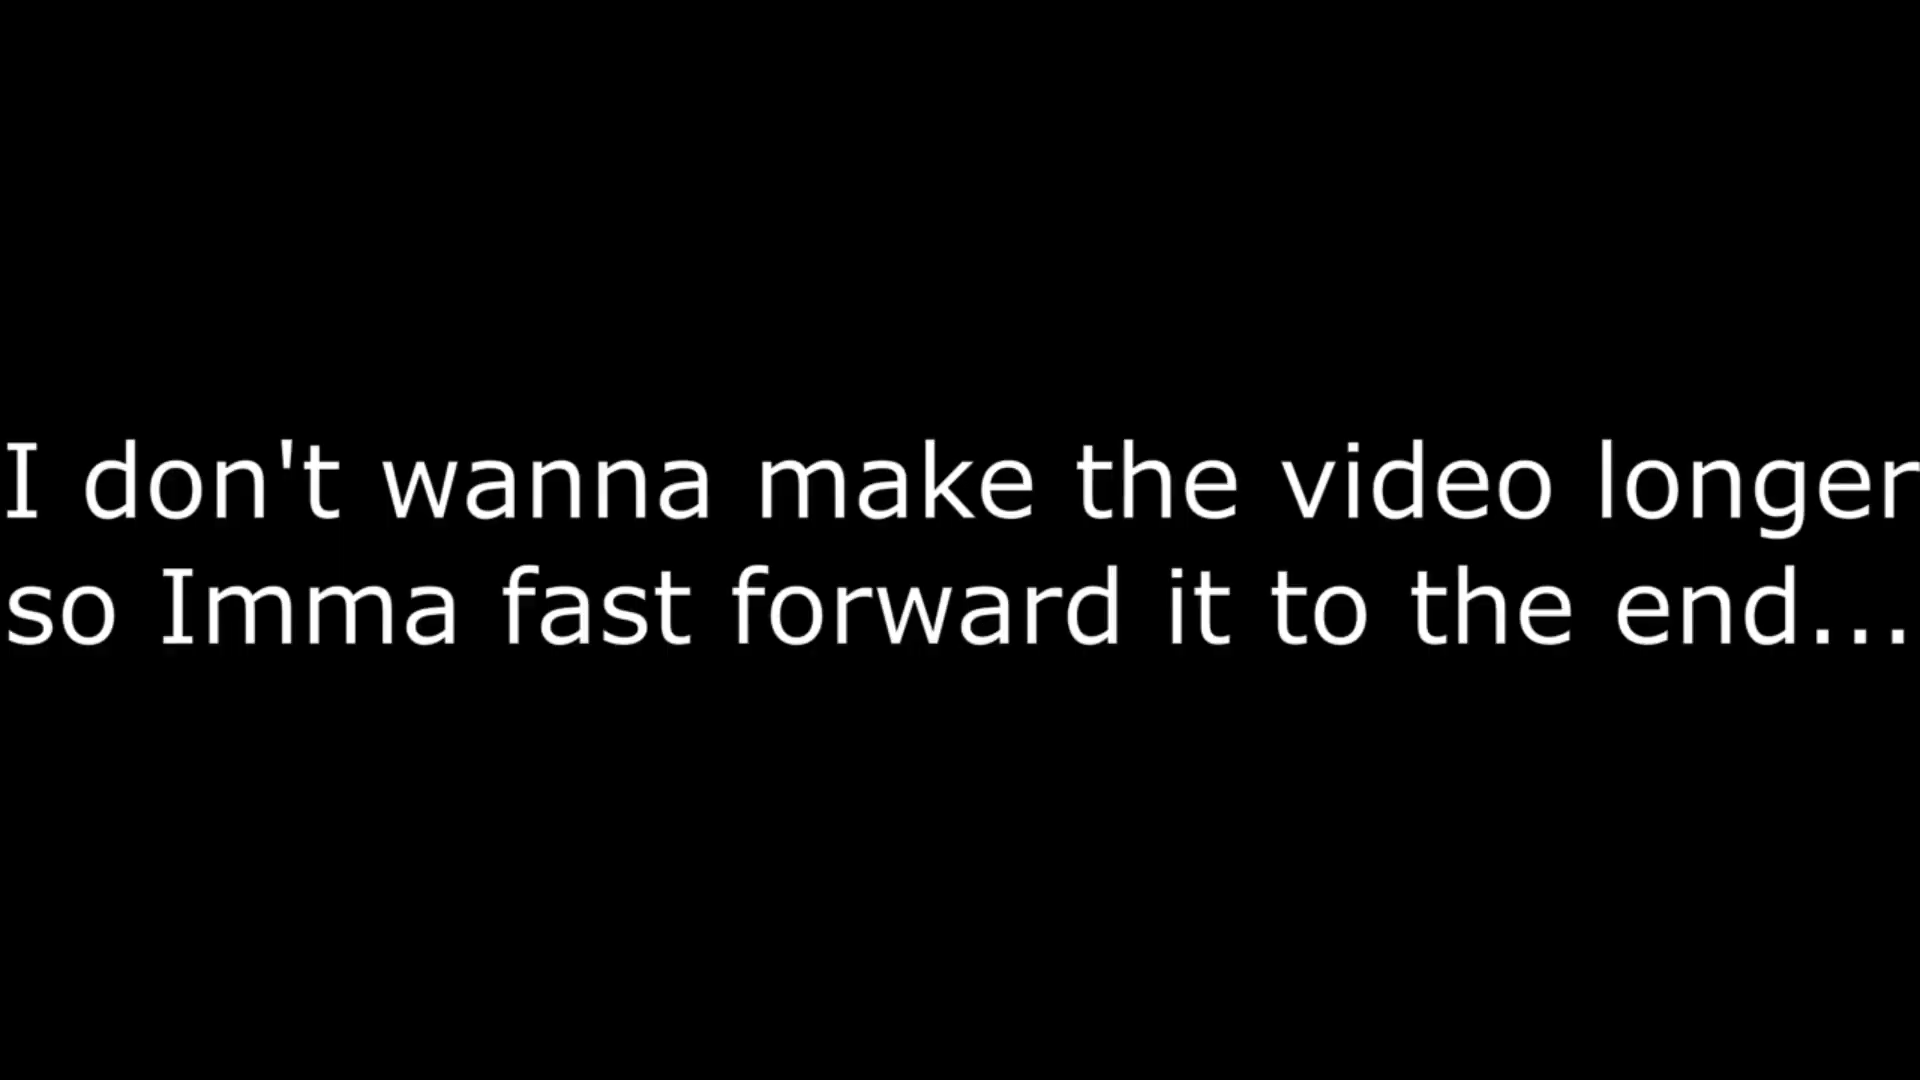 I don't wanna make the video longer
so Imma fast forward it to the end...